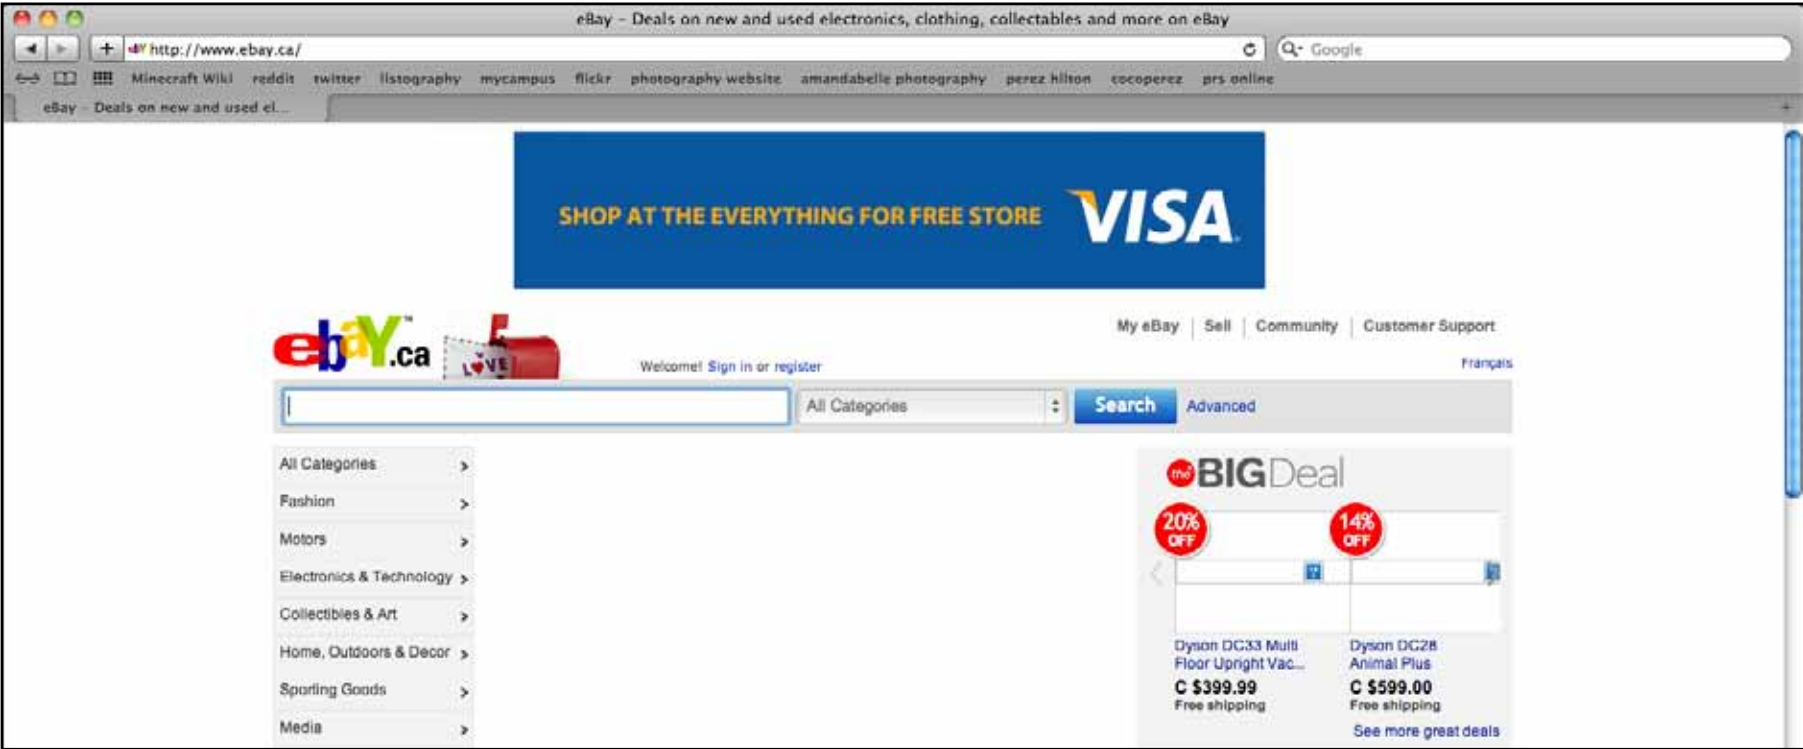 eBay – Deals on new and used electronics, clothing, collectables and more on eBay
http://www.ebay.ca/
Google
Minecraft Wiki reddit twitter listography mycampus flickr photography website amandabelle photography perez hilton cocoperez prs online
eBay – Deals on new and used el...
SHOP AT THE EVERYTHING FOR FREE STORE VISA
My eBay Sell Community Customer Support
ebaY.ca
LOVE
Welcome! Sign in or register
Français
All Categories
Search
Advanced
All Categories
Fashion
Motors
Electronics & Technology
Collectibles & Art
Home, Outdoors & Decor
Sporting Goods
Media
the BIG Deal
20% OFF
14% OFF
Dyson DC33 Multi
Floor Upright Vac...
C $399.99
Free shipping
Dyson DC28
Animal Plus
C $599.00
Free shipping
See more great deals